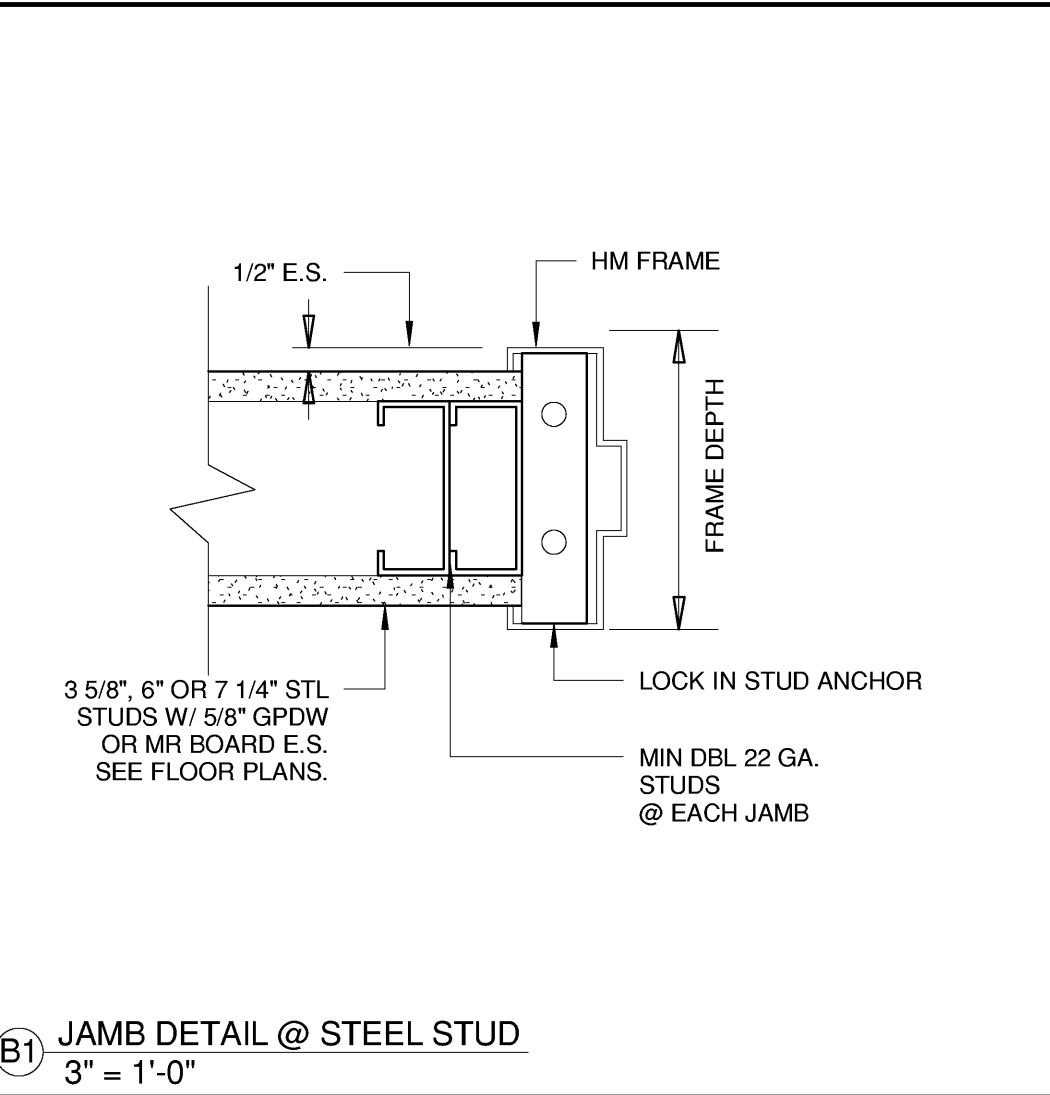 1/2" E.S.
HM FRAME
FRAME DEPTH
3 5/8", 6" OR 7 1/4" STL
STUDS W/ 5/8" GPDW
OR MR BOARD E.S.
SEE FLOOR PLANS.
LOCK IN STUD ANCHOR
MIN DBL 22 GA.
STUDS
@ EACH JAMB
B1
JAMB DETAIL @ STEEL STUD
3" = 1'-0"